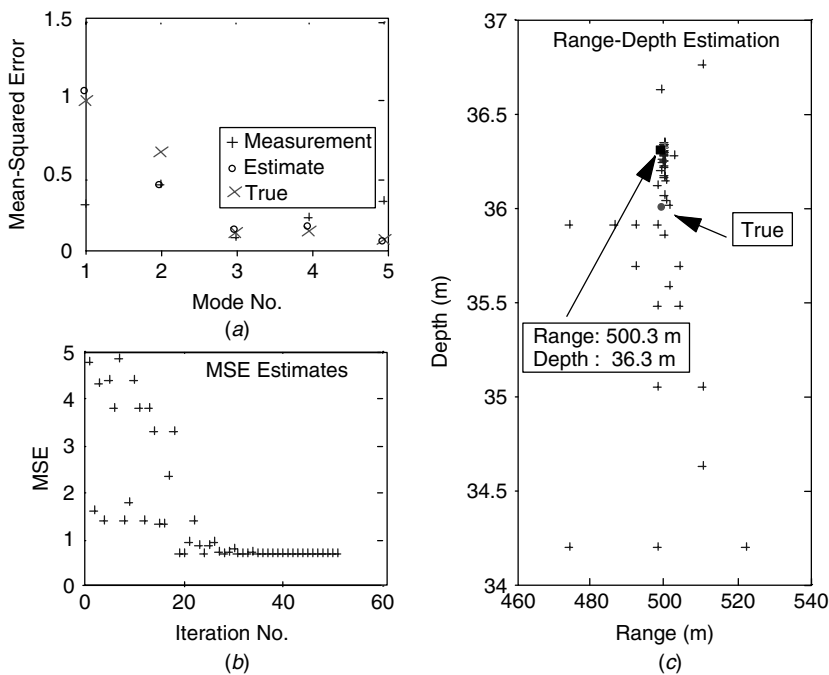 1.5
1
0.5
0
Mean-Squared Error
Measurement
Estimate
True
1 2 3 4 5
Mode No.
(a)
5
4
3
2
1
0
MSE
MSE Estimates
0 20 40 60
Iteration No.
(b)
37
36.5
36
35.5
35
34.5
34
Depth (m)
Range-Depth Estimation
True
Range: 500.3 m
Depth : 36.3 m
460 480 500 520 540
Range (m)
(c)